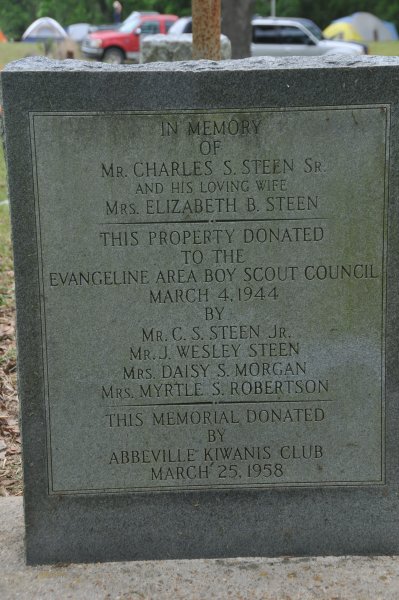 IN MEMORY
OF
MR. CHARLES S. STEEN SR.
AND HIS LOVING WIFE
MRS. ELIZABETH B. STEEN
THIS PROPERTY DONATED
TO THE
EVANGELINE AREA BOY SCOUT COUNCIL
MARCH 4, 1944
BY
MR. C. S. STEEN JR.
MR. J. WESLEY STEEN
MRS. DAISY S. MORGAN
MRS. MYRTLE S. ROBERTSON
THIS MEMORIAL DONATED
BY
ABBEVILLE KIWANIS CLUB
MARCH 25, 1958